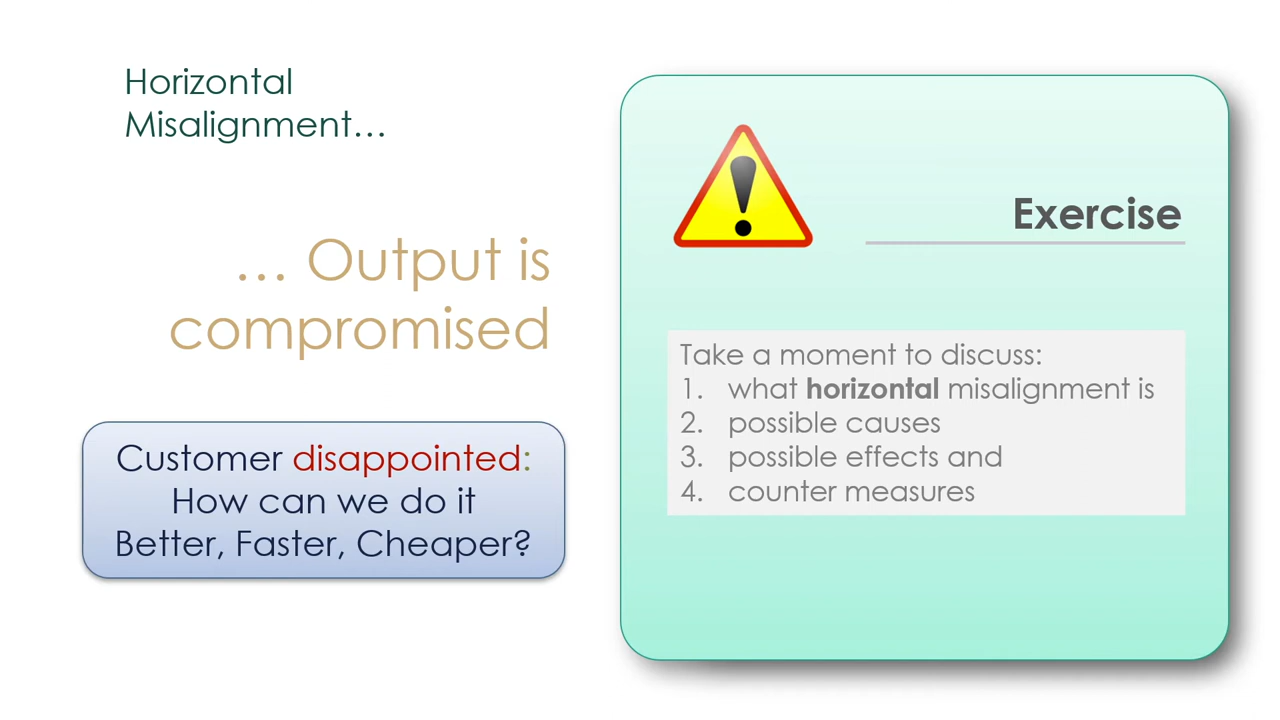 Horizontal
Misalignment…
… Output is
compromised
Customer disappointed:
How can we do it
Better, Faster, Cheaper?
Exercise
Take a moment to discuss:
1. what horizontal misalignment is
2. possible causes
3. possible effects and
4. counter measures